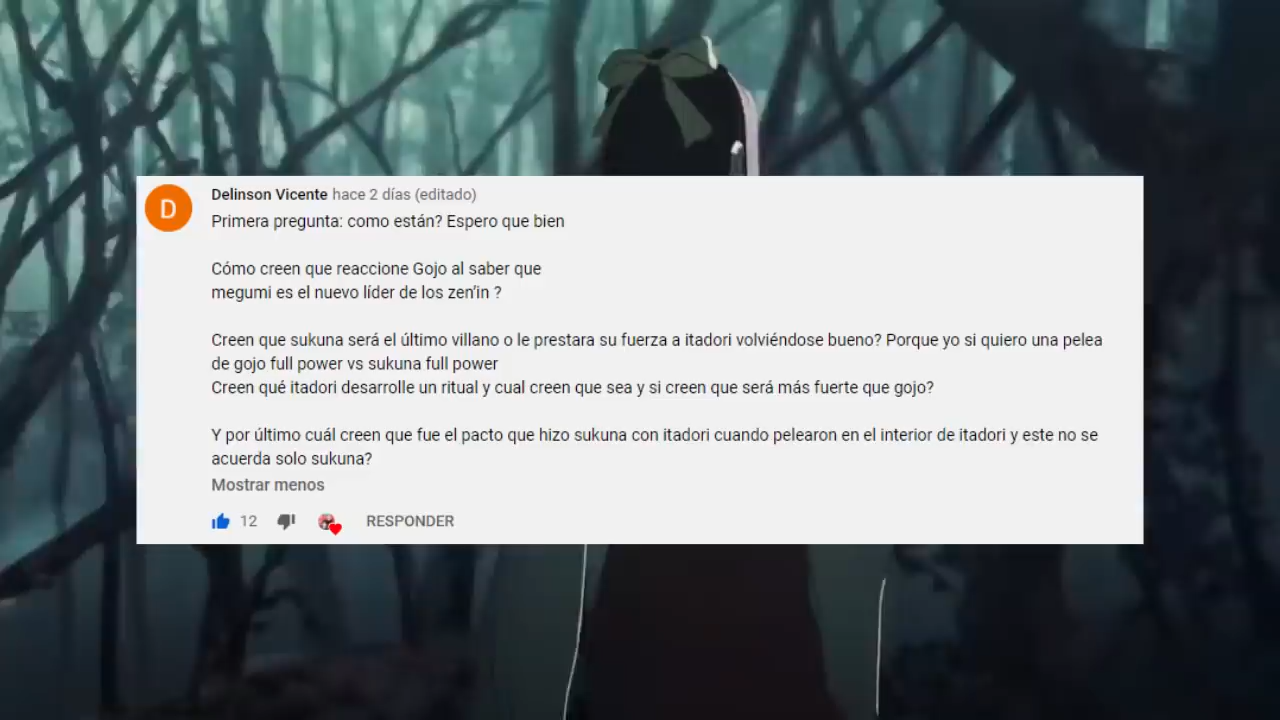 D
Delinson Vicente hace 2 días (editado)
Primera pregunta: como están? Espero que bien
Cómo creen que reaccione Gojo al saber que
megumi es el nuevo líder de los zen'in ?
Creen que sukuna será el último villano o le prestara su fuerza a itadori volviéndose bueno? Porque yo si quiero una pelea
de gojo full power vs sukuna full power
Creen qué itadori desarrolle un ritual y cual creen que sea y si creen que será más fuerte que gojo?
Y por último cuál creen que fue el pacto que hizo sukuna con itadori cuando pelearon en el interior de itadori y este no se
acuerda solo sukuna?
Mostrar menos
12 RESPONDER